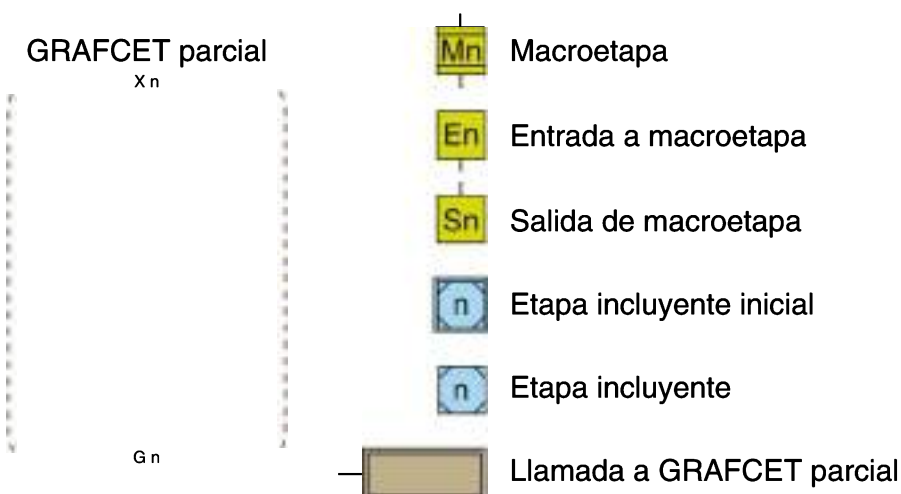 GRAFCET parcial
X n
G n
Mn Macroetapa
En Entrada a macroetapa
Sn Salida de macroetapa
n Etapa incluyente inicial
n Etapa incluyente
Llamada a GRAFCET parcial